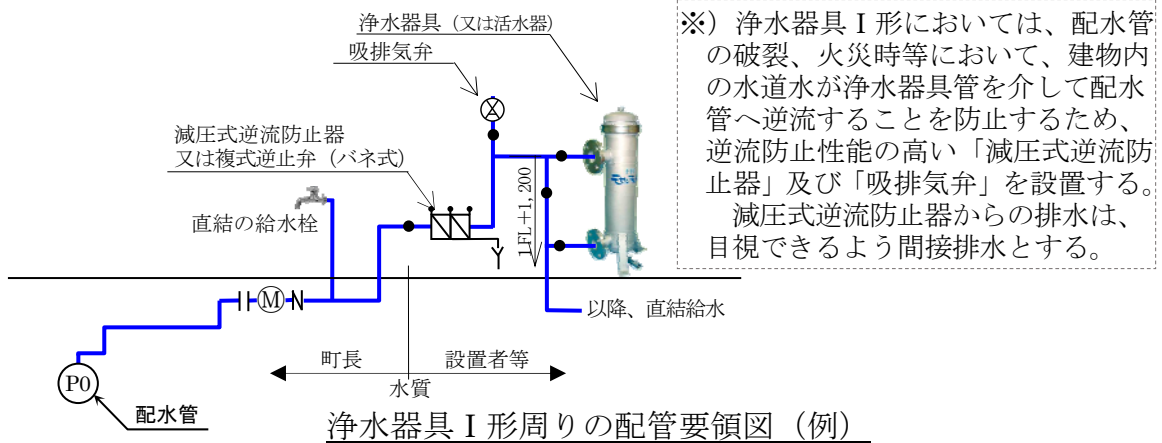 浄水器具（又は活水器）
吸排気弁
減圧式逆流防止器
又は複式逆止弁（バネ式）
直結の給水栓
1FL＋1,200
M
以降、直結給水
町長
設置者等
水質
P0
配水管
浄水器具Ⅰ形周りの配管要領図（例）
※）浄水器具Ⅰ形においては、配水管
の破裂、火災時等において、建物内
の水道水が浄水器具管を介して配水
管へ逆流することを防止するため、
逆流防止性能の高い「減圧式逆流防
止器」及び「吸排気弁」を設置する。
減圧式逆流防止器からの排水は、
目視できるよう間接排水とする。